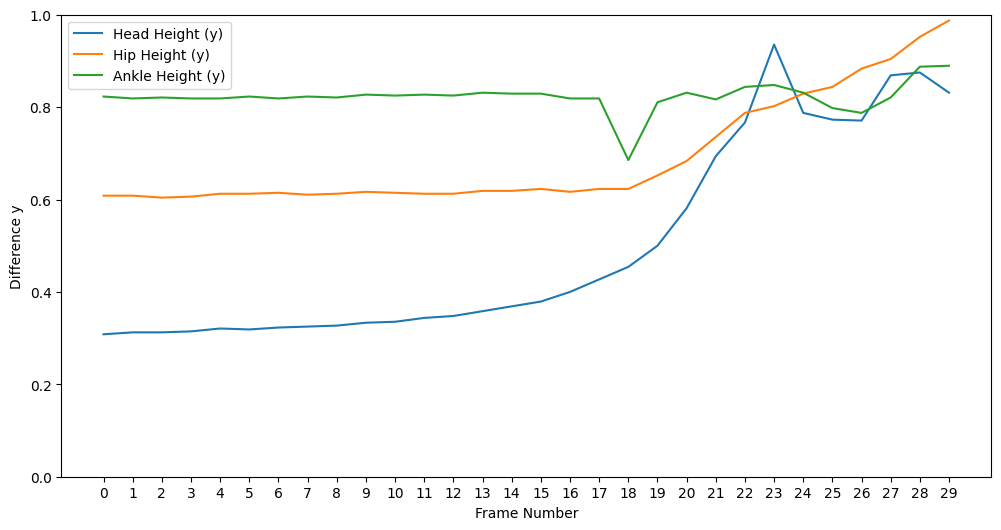 Head Height (y)
Hip Height (y)
Ankle Height (y)
1.0
0.8
0.6
0.4
0.2
0.0
Difference y
0 1 2 3 4 5 6 7 8 9 10 11 12 13 14 15 16 17 18 19 20 21 22 23 24 25 26 27 28 29
Frame Number